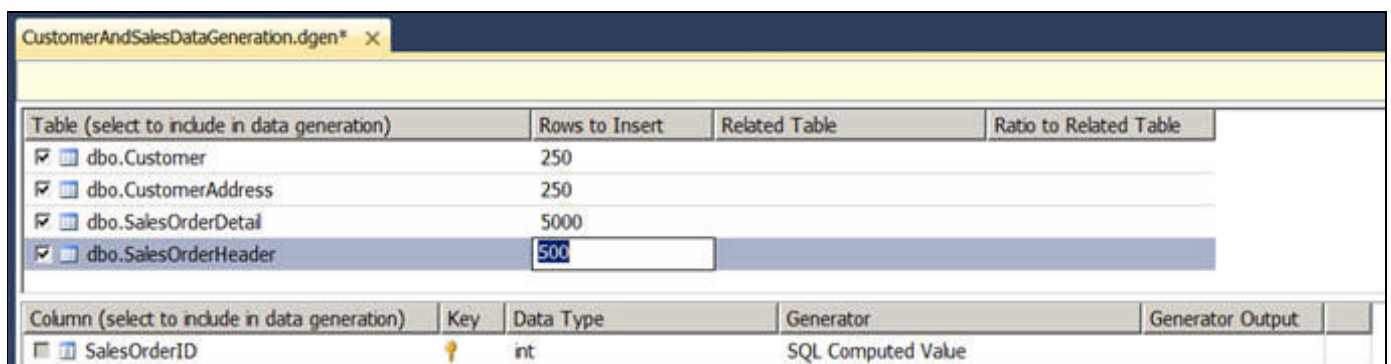 CustomerAndSalesDataGeneration.dgen*
Table (select to include in data generation) Rows to Insert Related Table Ratio to Related Table
dbo.Customer 250
dbo.CustomerAddress 250
dbo.SalesOrderDetail 5000
dbo.SalesOrderHeader 500
Column (select to include in data generation) Key Data Type Generator Generator Output
SalesOrderID int SQL Computed Value